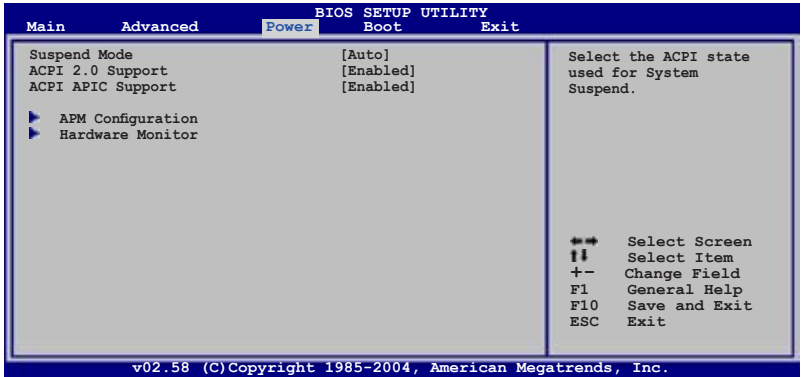 BIOS SETUP UTILITY
Main Advanced Power Boot Exit
Suspend Mode [Auto]
ACPI 2.0 Support [Enabled]
ACPI APIC Support [Enabled]
APM Configuration
Hardware Monitor
Select the ACPI state
used for System
Suspend.
Select Screen
Select Item
+- Change Field
F1 General Help
F10 Save and Exit
ESC Exit
v02.58 (C)Copyright 1985-2004, American Megatrends, Inc.